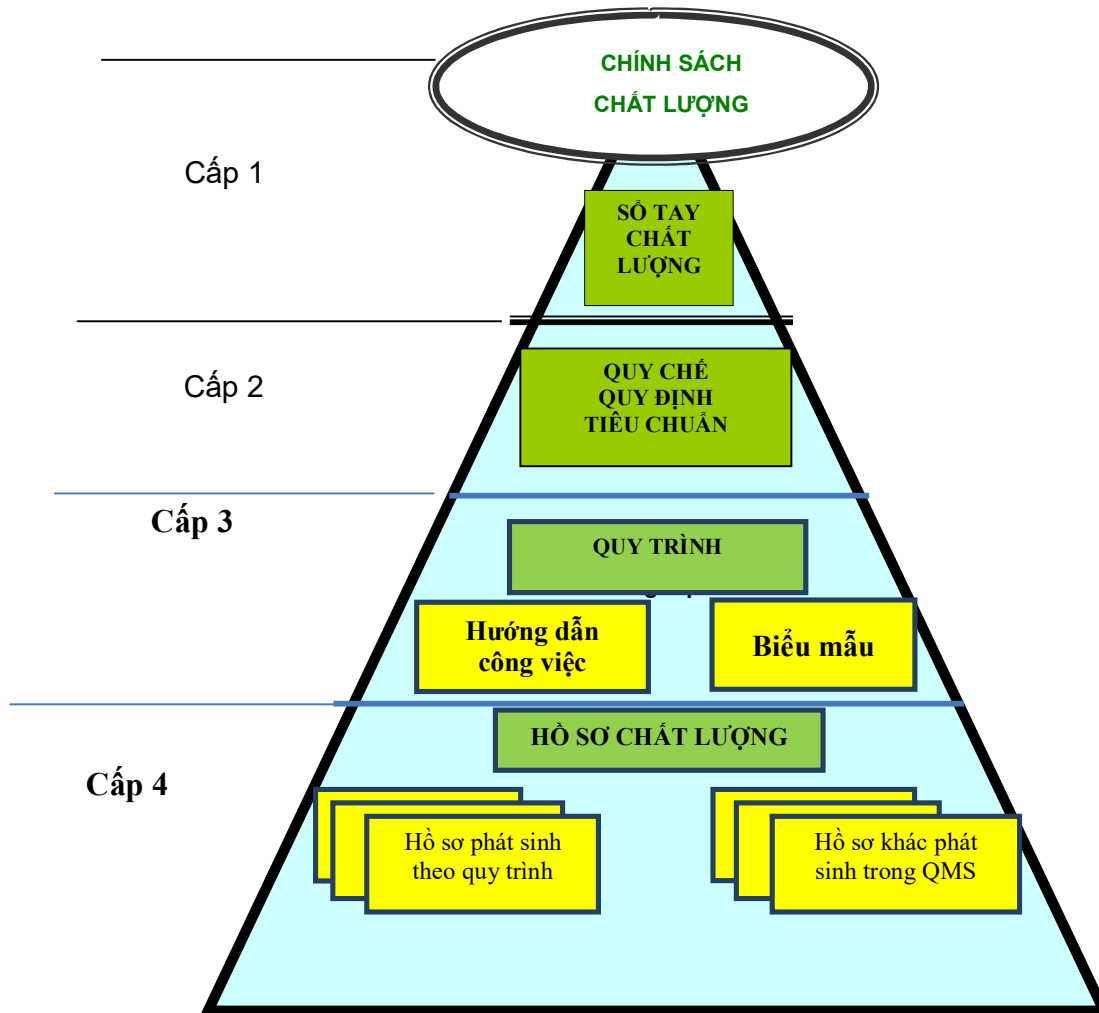 CHÍNH SÁCH
CHẤT LƯỢNG
Cấp 1
SỔ TAY
CHẤT
LƯỢNG
Cấp 2
QUY CHẾ
QUY ĐỊNH
TIÊU CHUẨN
Cấp 3
QUY TRÌNH
Hướng dẫn
công việc
Biểu mẫu
HỒ SƠ CHẤT LƯỢNG
Cấp 4
Hồ sơ phát sinh
theo quy trình
Hồ sơ khác phát
sinh trong QMS